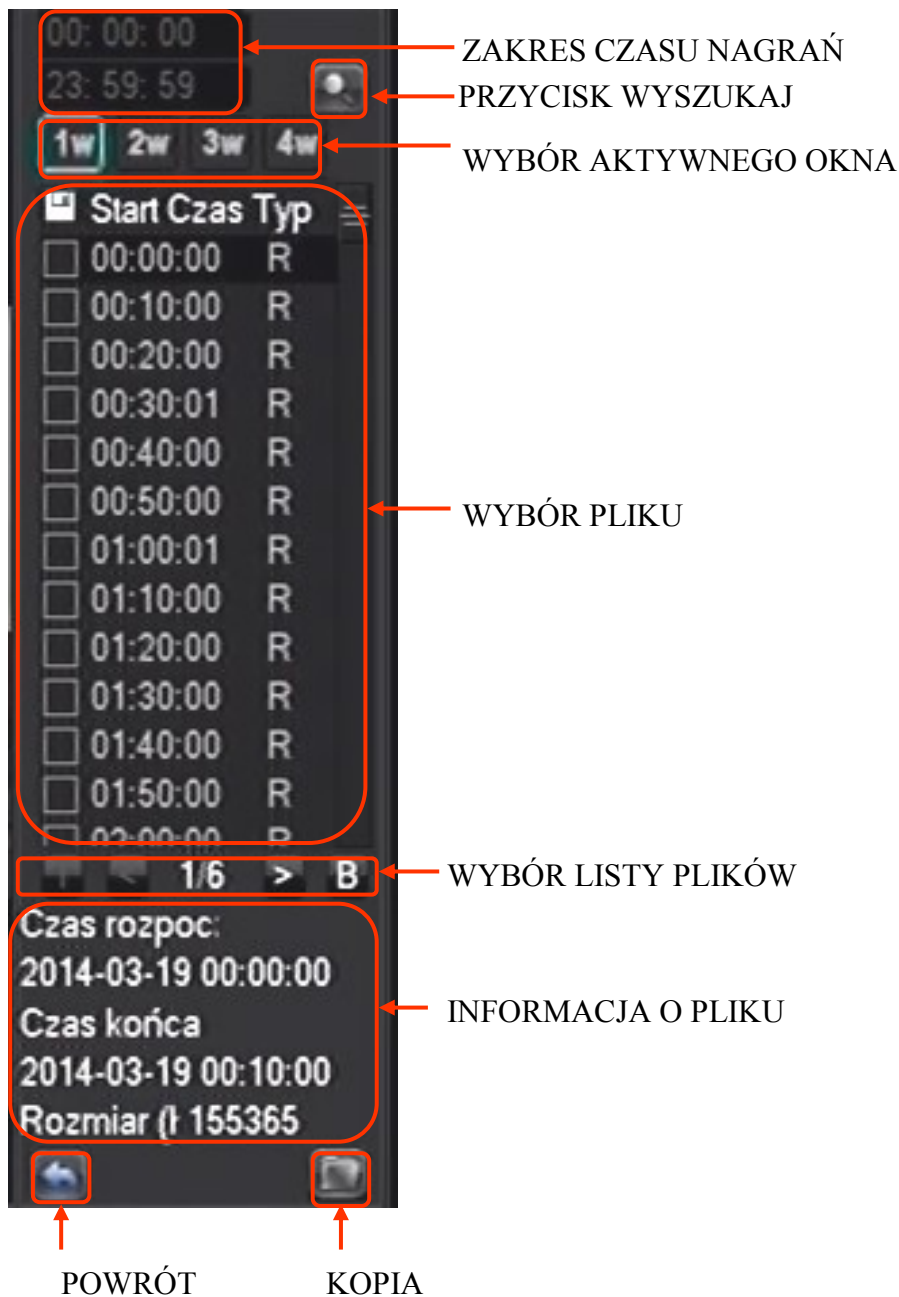 00: 00: 00
ZAKRES CZASU NAGRAŃ
23: 59: 59
PRZYCISK WYSZUKAJ
1w 2w 3w 4w
WYBÓR AKTYWNEGO OKNA
Start Czas Typ
00:00:00 R
00:10:00 R
00:20:00 R
00:30:01 R
00:40:00 R
00:50:00 R
WYBÓR PLIKU
01:00:01 R
01:10:00 R
01:20:00 R
01:30:00 R
01:40:00 R
01:50:00 R
02:00:00 R
< 1/6 > B
WYBÓR LISTY PLIKÓW
Czas rozpoc:
2014-03-19 00:00:00
INFORMACJA O PLIKU
Czas końca
2014-03-19 00:10:00
Rozmiar (ł 155365
POWRÓT KOPIA